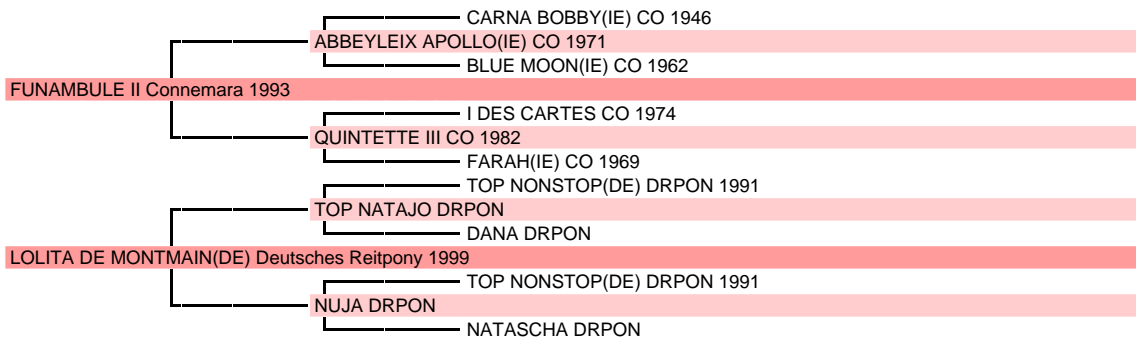 CARNA BOBBY(IE) CO 1946
ABBEYLEIX APOLLO(IE) CO 1971
BLUE MOON(IE) CO 1962
FUNAMBULE II Connemara 1993
I DES CARTES CO 1974
QUINTETTE III CO 1982
FARAH(IE) CO 1969
TOP NONSTOP(DE) DRPON 1991
TOP NATAJO DRPON
DANA DRPON
LOLITA DE MONTMAIN(DE) Deutsches Reitpony 1999
TOP NONSTOP(DE) DRPON 1991
NUJA DRPON
NATASCHA DRPON